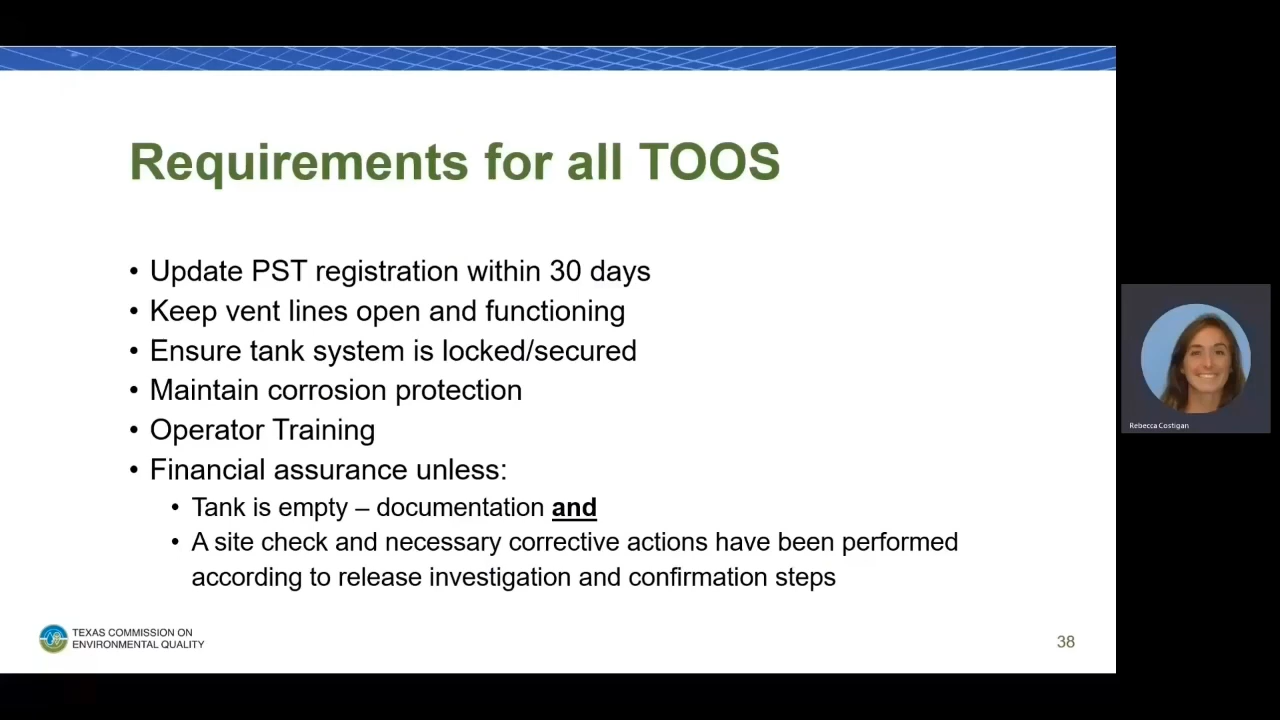 Requirements for all TOOS
• Update PST registration within 30 days
• Keep vent lines open and functioning
• Ensure tank system is locked/secured
• Maintain corrosion protection
• Operator Training
• Financial assurance unless:
• Tank is empty – documentation and
• A site check and necessary corrective actions have been performed
according to release investigation and confirmation steps
TEXAS COMMISSION ON
ENVIRONMENTAL QUALITY
38
Rebecca Costigan